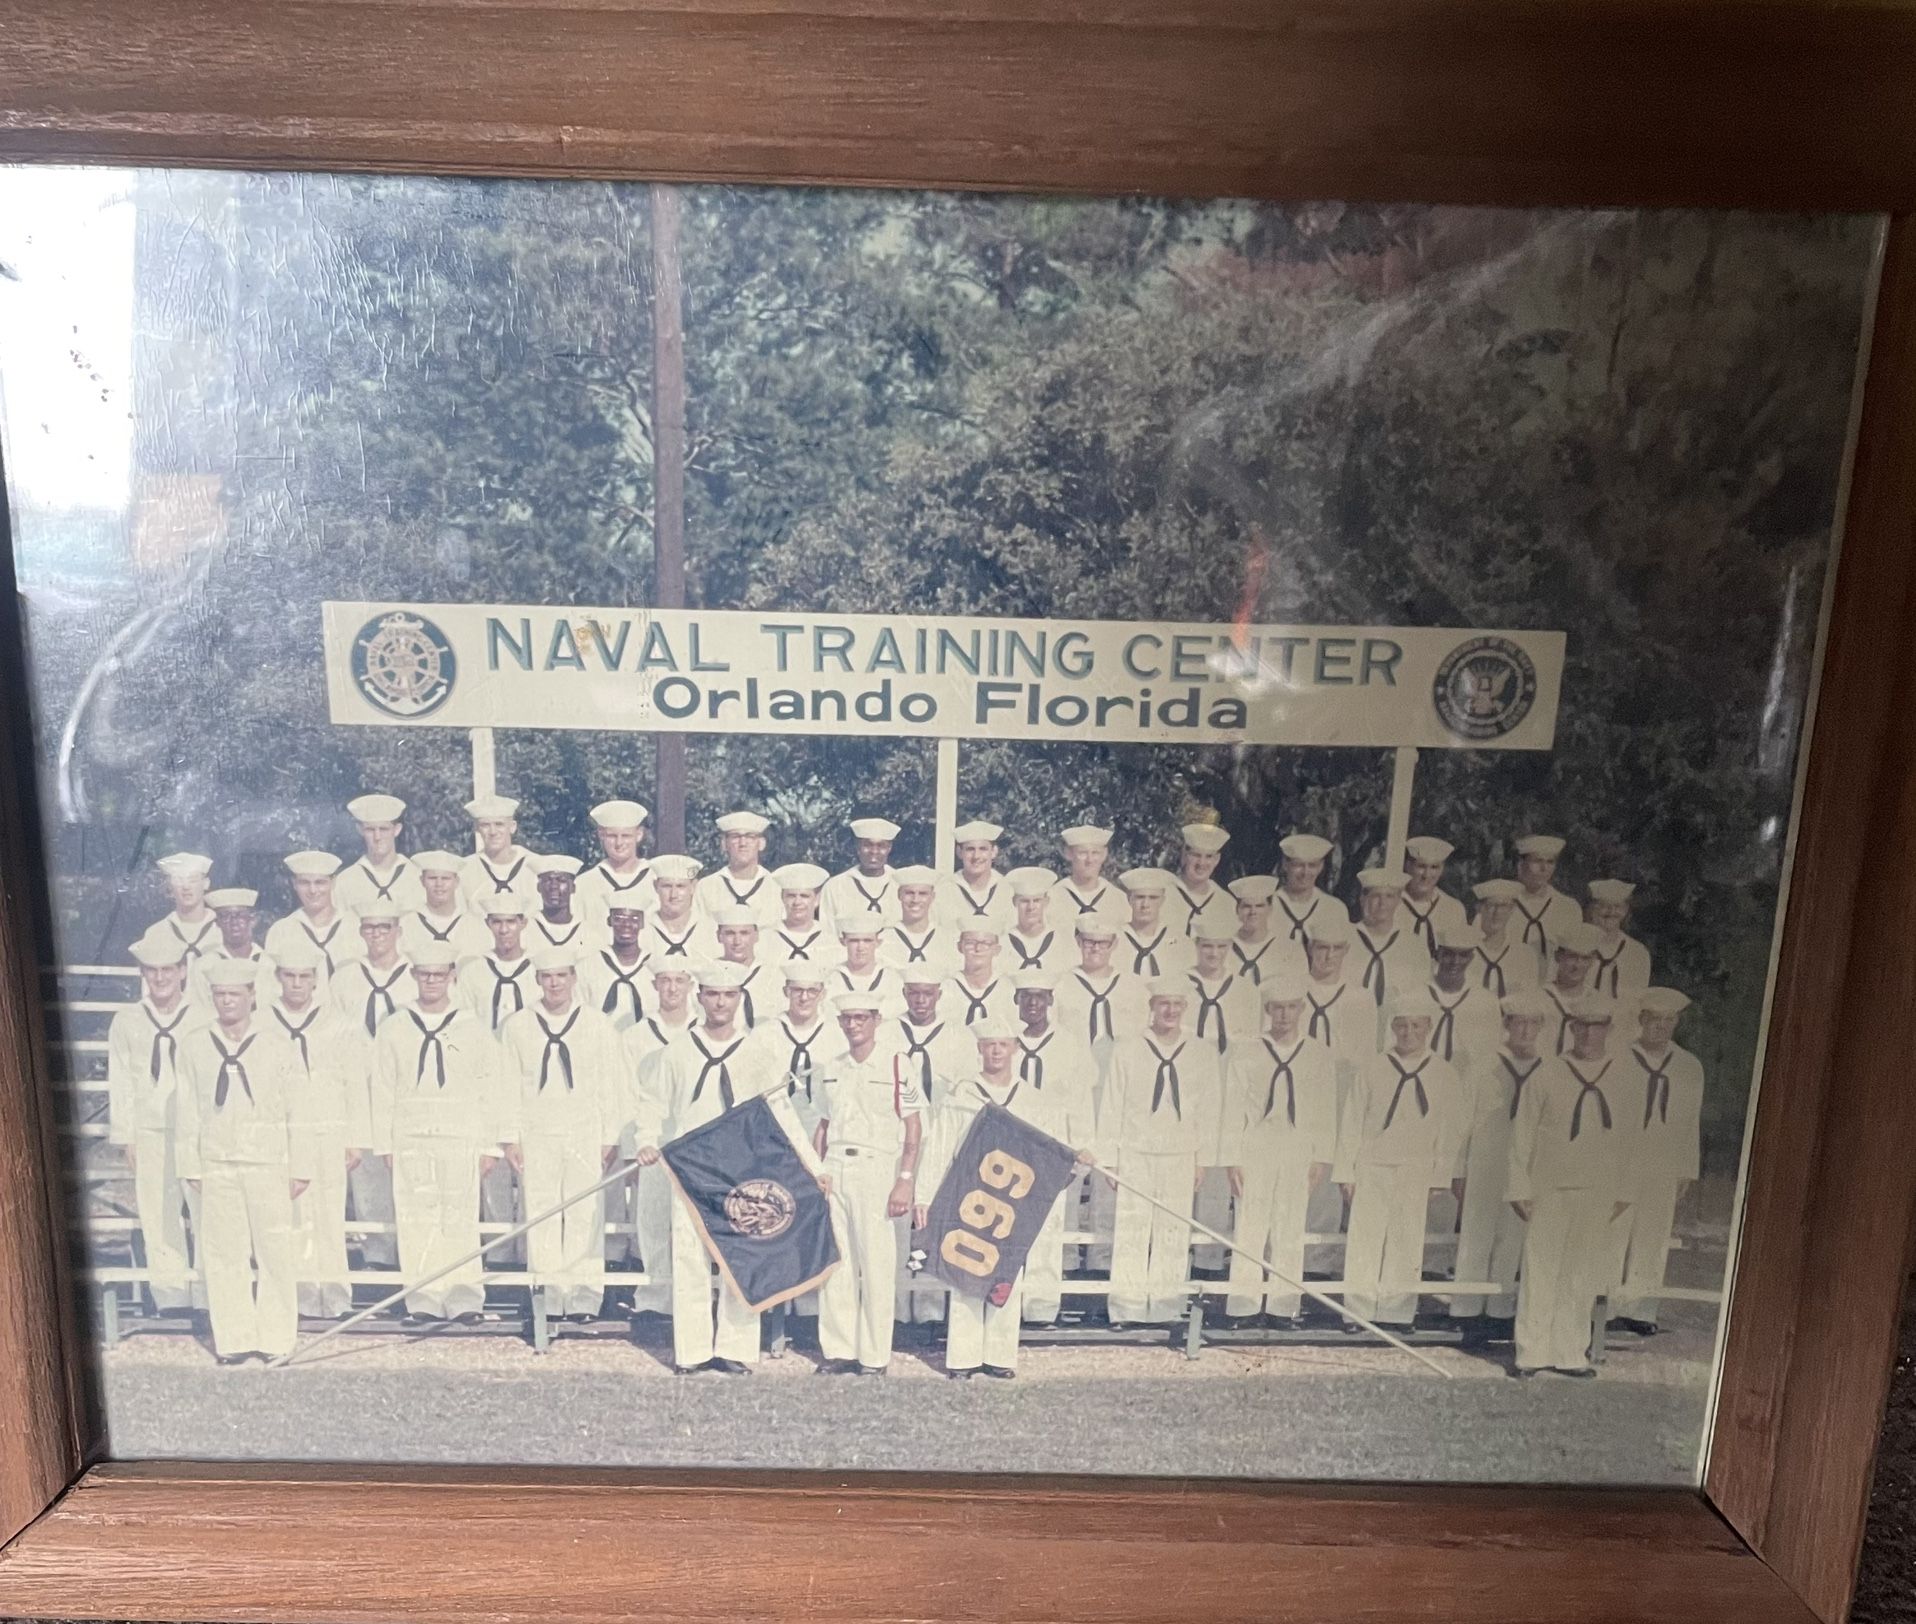 NAVAL TRAINING CENTER
Orlando Florida
099